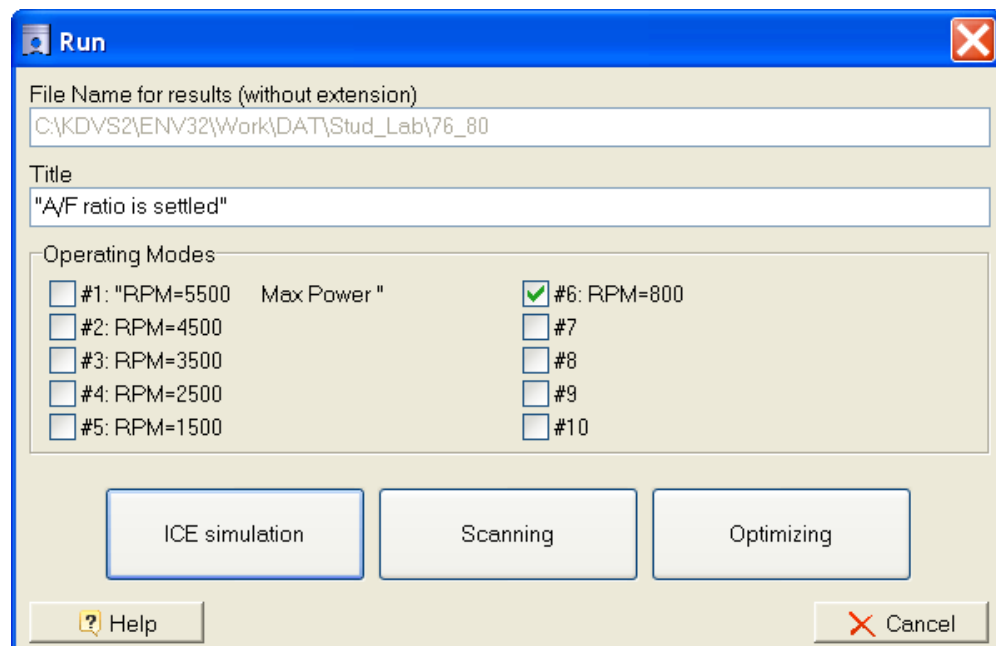 Run
File Name for results (without extension)
C:\KDVS2\ENV32\Work\DAT\Stud_Lab\76_80
Title
"A/F ratio is settled"
Operating Modes
#1: "RPM=5500 Max Power "
#2: RPM=4500
#3: RPM=3500
#4: RPM=2500
#5: RPM=1500
#6: RPM=800
#7
#8
#9
#10
ICE simulation
Scanning
Optimizing
? Help
Cancel